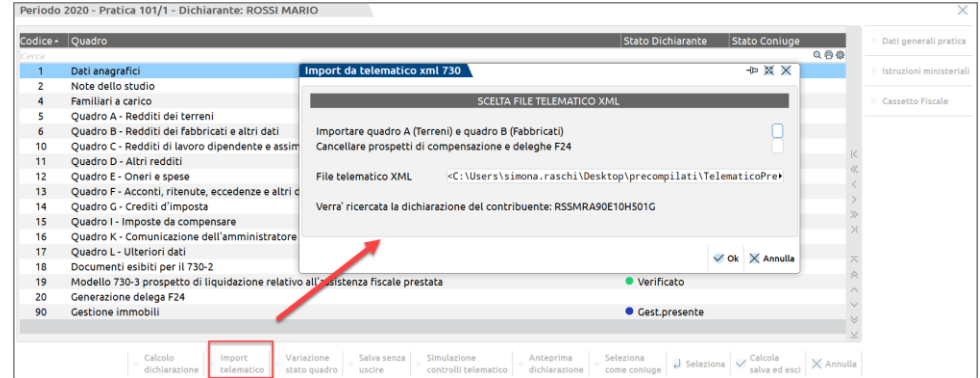 Periodo 2020 - Pratica 101/1 - Dichiarante: ROSSI MARIO
Codice Quadro Stato Dichiarante Stato Coniuge
Cerca
1 Dati anagrafici
2 Note dello studio
4 Familiari a carico
5 Quadro A - Redditi dei terreni
6 Quadro B - Redditi dei fabbricati e altri dati
10 Quadro C - Redditi di lavoro dipendente e assim
11 Quadro D - Altri redditi
12 Quadro E - Oneri e spese
13 Quadro F - Acconti, ritenute, eccedenze e altri d
14 Quadro G - Crediti d'imposta
15 Quadro I - Imposte da compensare
16 Quadro K - Comunicazione dell'amministratore
17 Quadro L - Ulteriori dati
18 Documenti esibiti per il 730-2
19 Modello 730-3 prospetto di liquidazione relativo all'assistenza fiscale prestata Verificato
20 Generazione delega F24
90 Gestione immobili Gest.presente
Import da telematico xml 730
SCELTA FILE TELEMATICO XML
Importare quadro A (Terreni) e quadro B (Fabbricati)
Cancellare prospetti di compensazione e deleghe F24
File telematico XML <C:\Users\simona.raschi\Desktop\precompilati\TelematicoPre
Verra' ricercata la dichiarazione del contribuente: RSSMRA90E10H501G
Ok Annulla
Dati generali pratica
Istruzioni ministeriali
Cassetto Fiscale
Calcolo dichiarazione
Import telematico
Variazione stato quadro
Salva senza uscire
Simulazione controlli telematico
Anteprima dichiarazione
Seleziona come coniuge
Seleziona
Calcola salva ed esci
Annulla